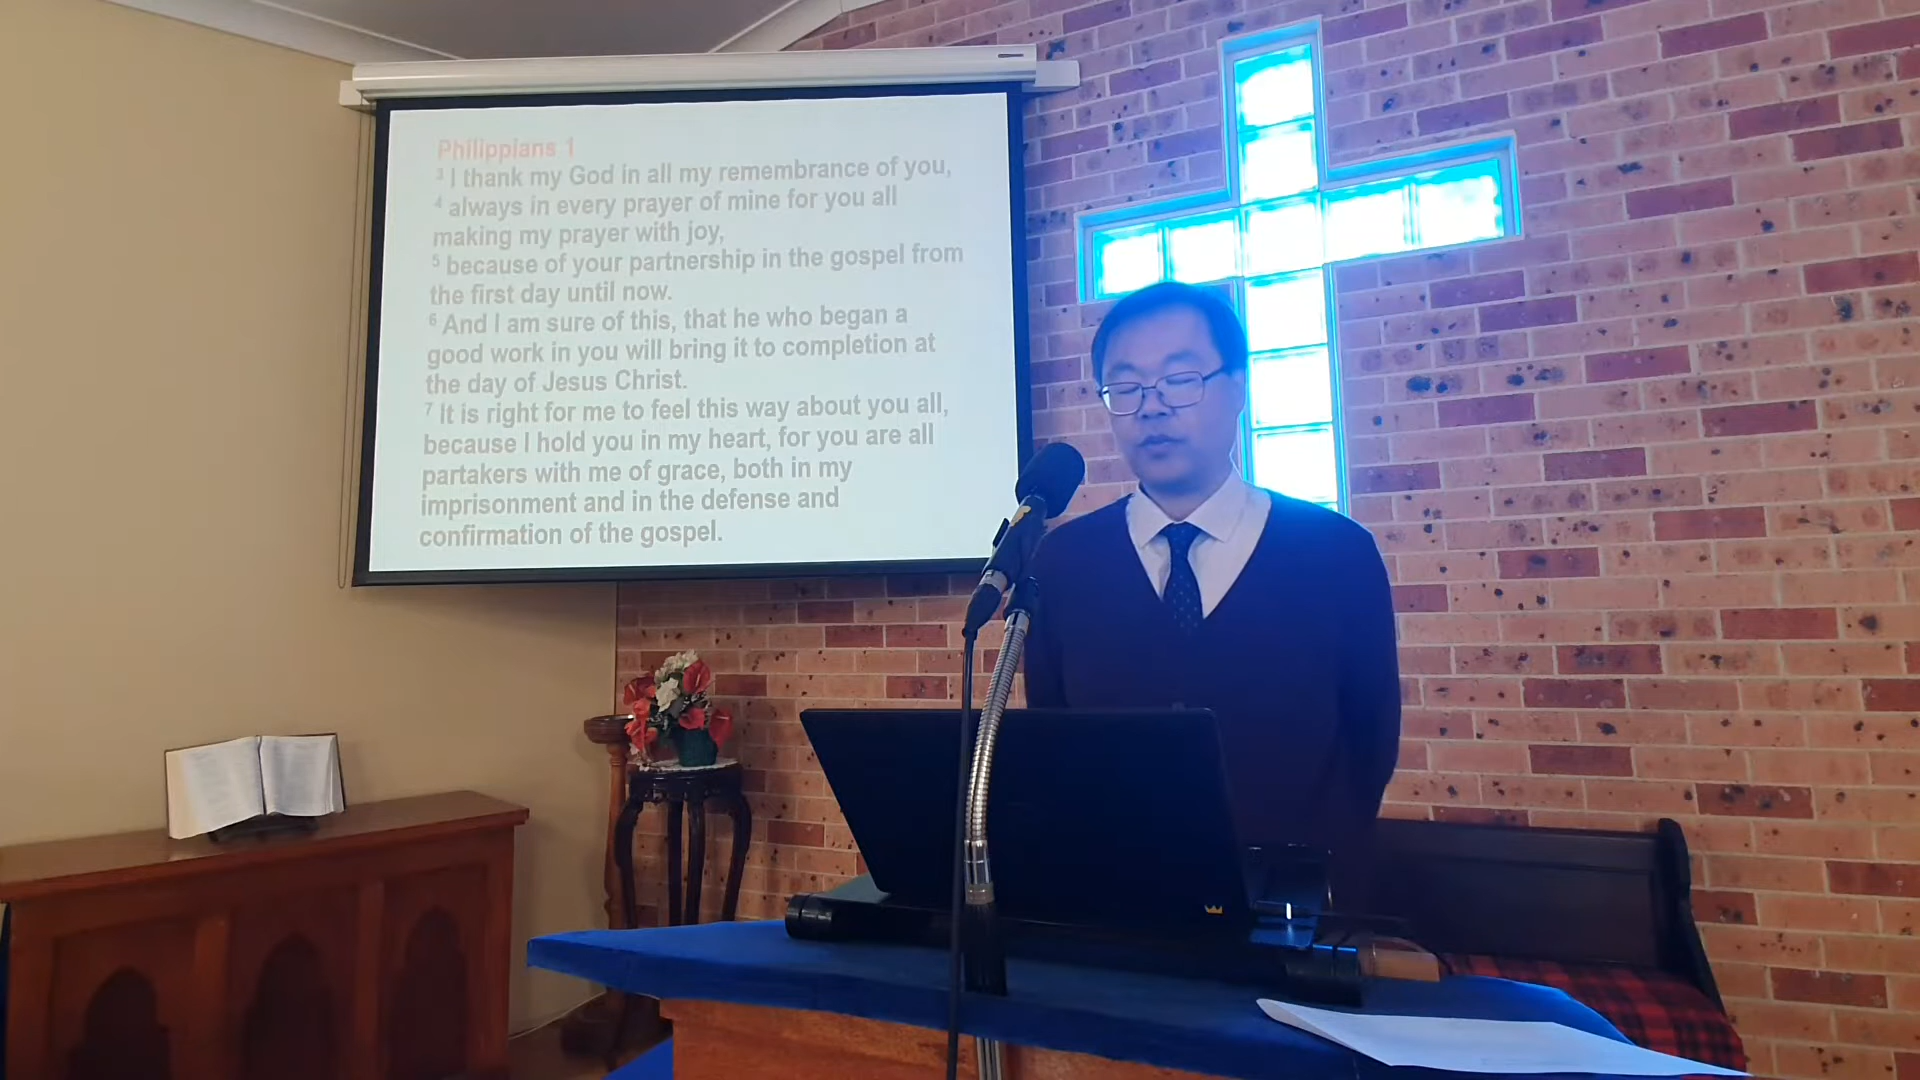 Philippians 1
³ I thank my God in all my remembrance of you,
⁴ always in every prayer of mine for you all
making my prayer with joy,
⁵ because of your partnership in the gospel from
the first day until now.
⁶ And I am sure of this, that he who began a
good work in you will bring it to completion at
the day of Jesus Christ.
⁷ It is right for me to feel this way about you all,
because I hold you in my heart, for you are all
partakers with me of grace, both in my
imprisonment and in the defense and
confirmation of the gospel.